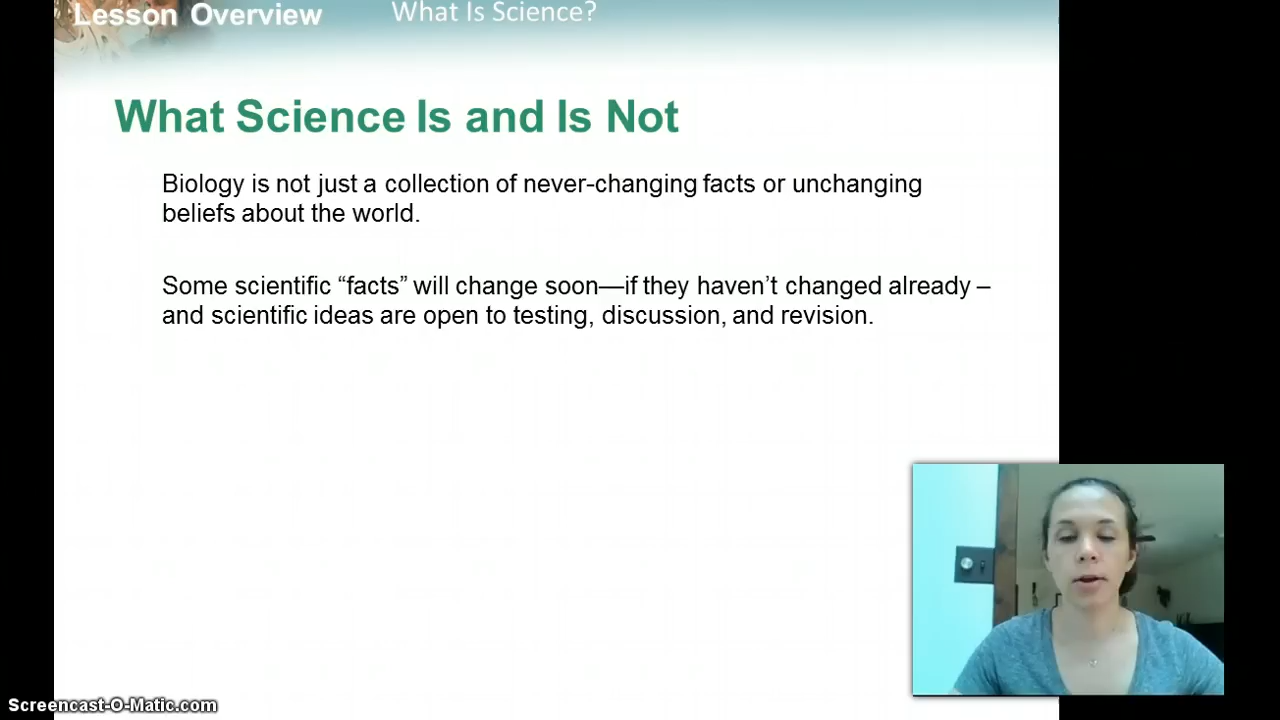 Lesson Overview What Is Science?
What Science Is and Is Not
Biology is not just a collection of never-changing facts or unchanging
beliefs about the world.
Some scientific “facts” will change soon—if they haven’t changed already –
and scientific ideas are open to testing, discussion, and revision.
Screencast-O-Matic.com